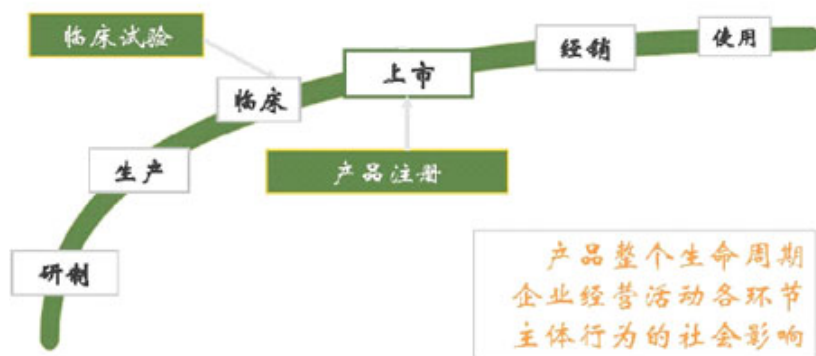 临床试验
临床
上市
经销
使用
生产
产品注册
研制
产品整个生命周期
企业经营活动各环节
主体行为的社会影响